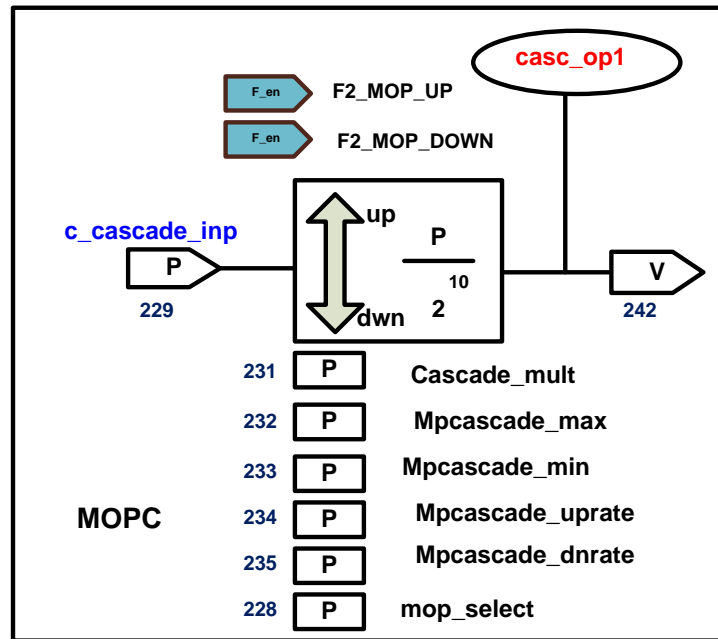 casc_op1
F_en F2_MOP_UP
F_en F2_MOP_DOWN
c_cascade_inp
P
229
up
dwn
P
10
2
V
242
231 P Cascade_mult
232 P Mpcascade_max
233 P Mpcascade_min
234 P Mpcascade_uprate
235 P Mpcascade_dnrate
228 P mop_select
MOPC